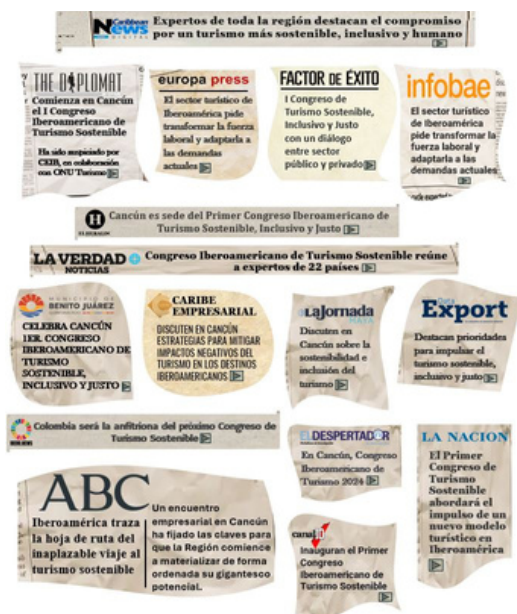 Caribbean
News
DIGITAL
Expertos de toda la región destacan el compromiso
por un turismo más sostenible, inclusivo y humano
THE DIPLOMAT
Comienza en Cancún
el I Congreso
Iberoamericano de
Turismo Sostenible
Ha sido auspiciado por
CEIB, en colaboración
con ONU Turismo
europa press
El sector turístico de
Iberoamérica pide
transformar la fuerza
laboral y adaptarla a
las demandas
actuales
FACTOR DE ÉXITO
I Congreso de
Turismo Sostenible,
Inclusivo y Justo
con un diálogo
entre sector
público y privado
infobae
El sector turístico
de Iberoamérica
pide transformar la
fuerza laboral y
adaptarla a las
demandas actuales
H
EL HERALDO
Cancún es sede del Primer Congreso Iberoamericano de
Turismo Sostenible, Inclusivo y Justo
LA VERDAD
NOTICIAS
Congreso Iberoamericano de Turismo Sostenible reúne
a expertos de 22 países
MUNICIPIO DE
BENITO JUÁREZ
CELEBRA CANCÚN
1ER. CONGRESO
IBEROAMERICANO DE
TURISMO
SOSTENIBLE,
INCLUSIVO Y JUSTO
CARIBE
EMPRESARIAL
DISCUTEN EN CANCÚN
ESTRATEGIAS PARA MITIGAR
IMPACTOS NEGATIVOS DEL
TURISMO EN LOS DESTINOS
IBEROAMERICANOS
LaJornada
MAYA
Discuten en
Cancún sobre la
sostenibilidad e
inclusión del
turismo
Export
Destacan prioridades
para impulsar el
turismo sostenible,
inclusivo y justo
Colombia será la anfitriona del próximo Congreso de
Turismo Sostenible
EL DESPERTADOR
En Cancún, Congreso
Iberoamericano de
Turismo 2024
LA NACION
El Primer
Congreso de
Turismo
Sostenible
abordará el
impulso de un
nuevo modelo
turístico en
Iberoamérica
ABC
Iberoamérica traza
la hoja de ruta del
inaplazable viaje al
turismo sostenible
Un encuentro
empresarial en Cancún
ha fijado las claves para
que la Región comience
a materializar de forma
ordenada su gigantesco
potencial.
canal
Inauguran el Primer
Congreso
Iberoamericano de
Turismo Sostenible